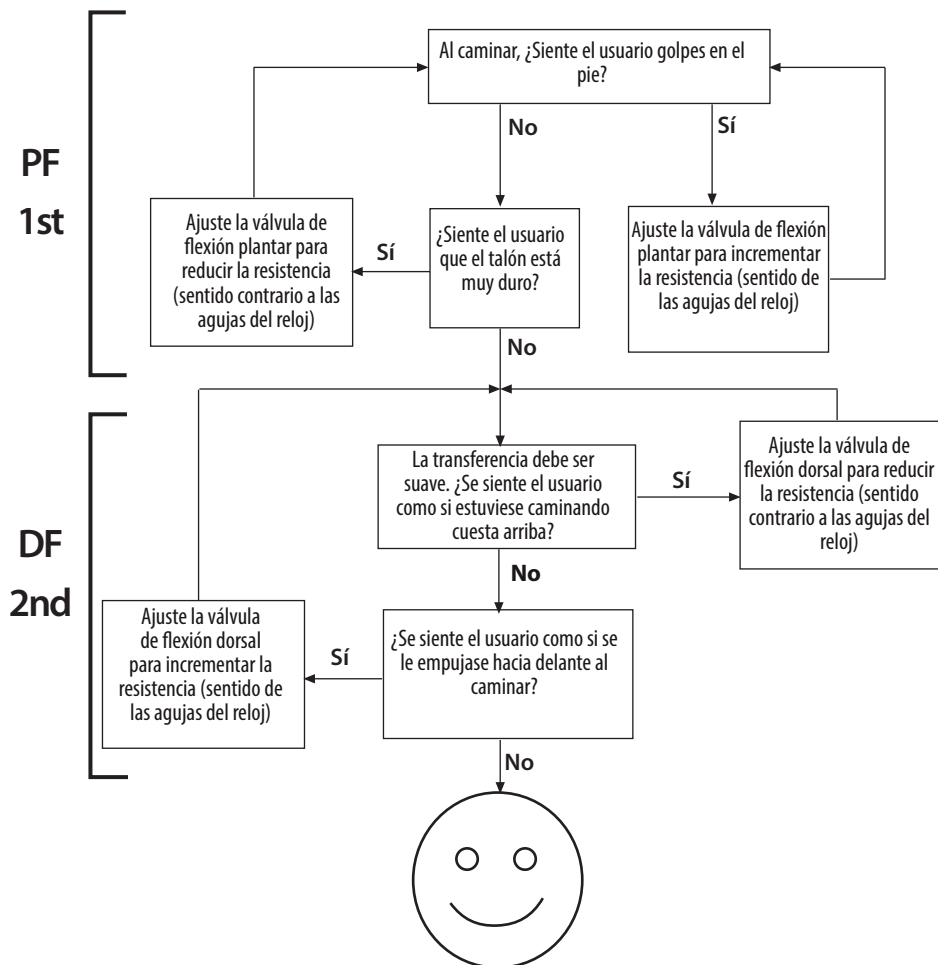 PF
1st
Al caminar, ¿Siente el usuario golpes en el
pie?
No
Sí
Ajuste la válvula de
flexión plantar para
reducir la resistencia
(sentido contrario a las
agujas del reloj)
Sí
¿Siente el usuario
que el talón está
muy duro?
Ajuste la válvula de flexión
plantar para incrementar
la resistencia (sentido de
las agujas del reloj)
No
DF
2nd
La transferencia debe ser
suave. ¿Se siente el usuario
como si estuviese caminando
cuesta arriba?
Sí
Ajuste la válvula de
flexión dorsal para reducir
la resistencia (sentido
contrario a las agujas del
reloj)
No
Ajuste la válvula
de flexión dorsal
para incrementar la
resistencia (sentido de
las agujas del reloj)
Sí
¿Se siente el usuario como si se
le empujase hacia delante al
caminar?
No